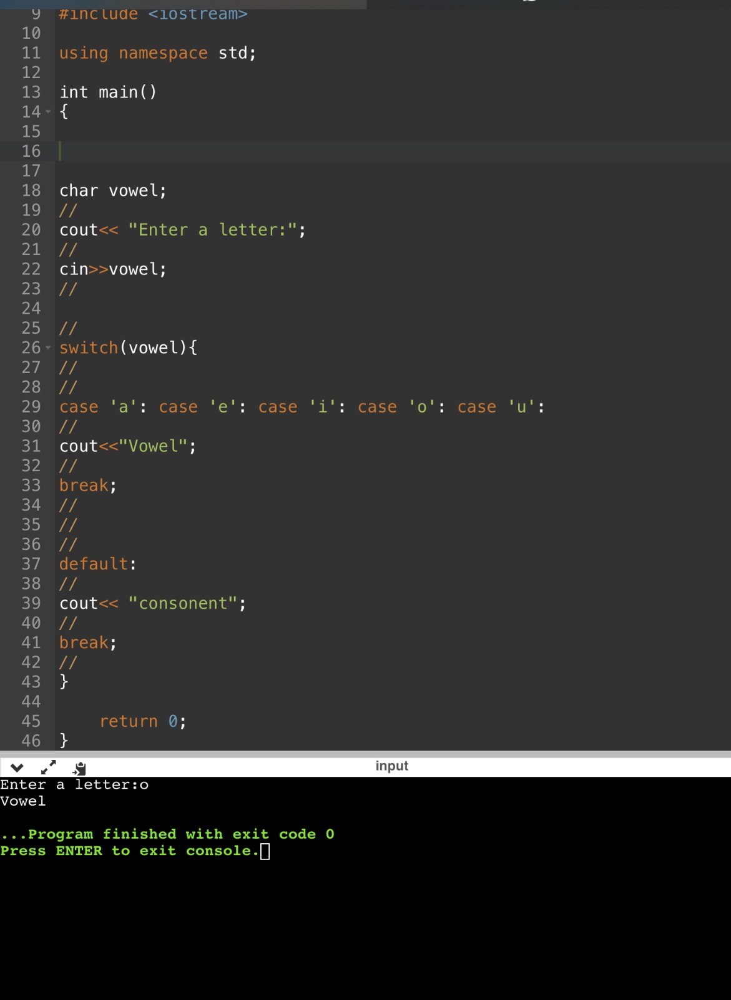 9 #include <iostream>
10
11 using namespace std;
12
13 int main()
14 {
15
16
17
18 char vowel;
19 //
20 cout<< "Enter a letter:";
21 //
22 cin>>vowel;
23 //
24
25 //
26 switch(vowel){
27 //
28 //
29 case 'a': case 'e': case 'i': case 'o': case 'u':
30 //
31 cout<<"Vowel";
32 //
33 break;
34 //
35 //
36 //
37 default:
38 //
39 cout<< "consonent";
40 //
41 break;
42 //
43 }
44
45     return 0;
46 }
input
Enter a letter:o
Vowel
...Program finished with exit code 0
Press ENTER to exit console.